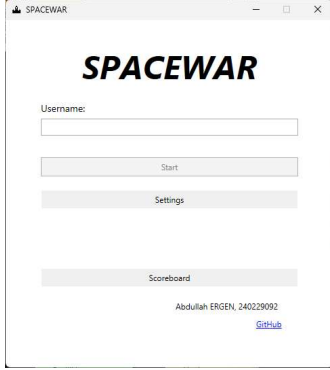 SPACEWAR
SPACEWAR
Username:
Start
Settings
Scoreboard
Abdullah ERGEN, 240229092
GitHub